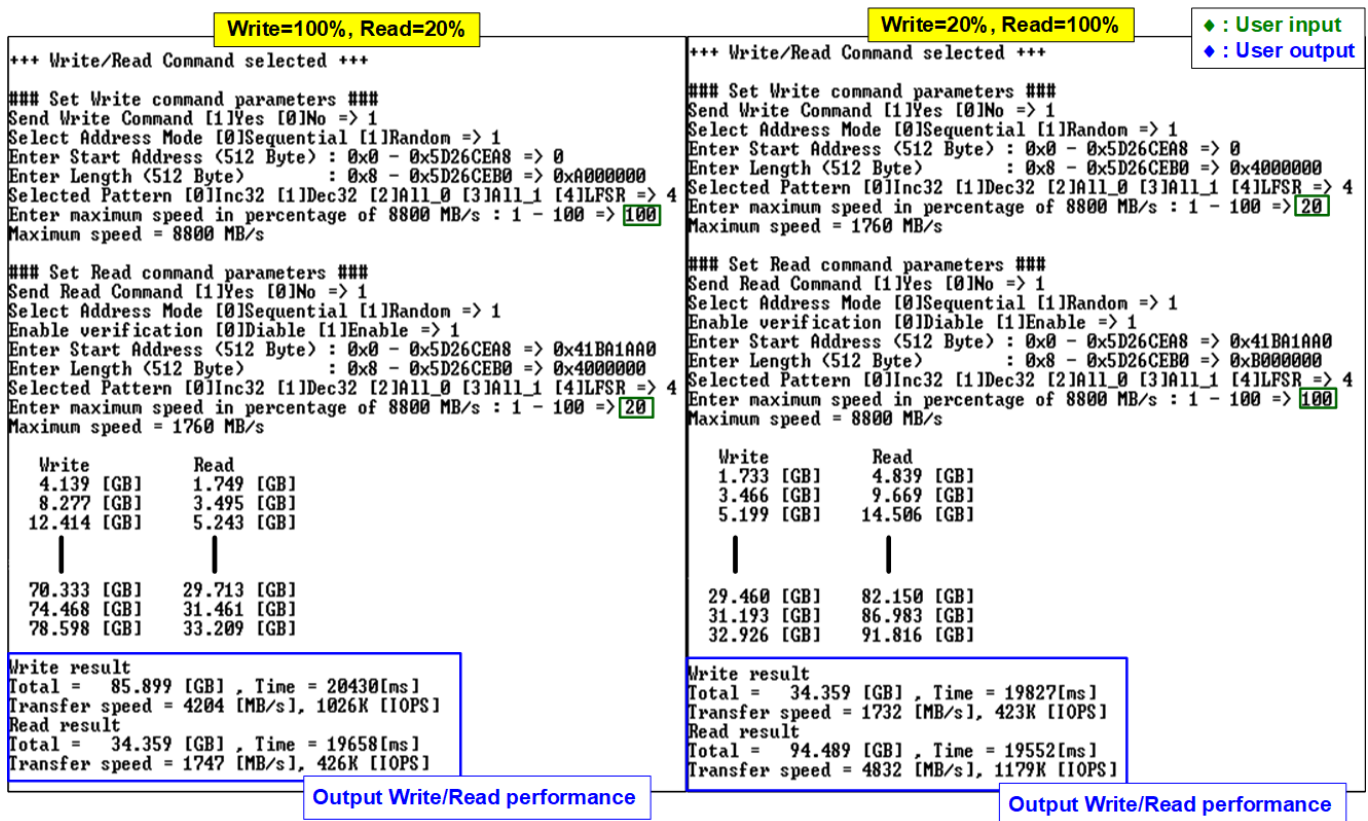 Write=100%, Read=20%
+++ Write/Read Command selected +++
### Set Write command parameters ###
Send Write Command [1]Yes [0]No => 1
Select Address Mode [0]Sequential [1]Random => 1
Enter Start Address (512 Byte) : 0x0 - 0x5D26CEA8 => 0
Enter Length (512 Byte)        : 0x8 - 0x5D26CEB0 => 0xA000000
Selected Pattern [0]Inc32 [1]Dec32 [2]All_0 [3]All_1 [4]LFSR => 4
Enter maximum speed in percentage of 8800 MB/s : 1 - 100 => 100
Maximum speed = 8800 MB/s
### Set Read command parameters ###
Send Read Command [1]Yes [0]No => 1
Select Address Mode [0]Sequential [1]Random => 1
Enable verification [0]Diable [1]Enable => 1
Enter Start Address (512 Byte) : 0x0 - 0x5D26CEA8 => 0x41BA1AA0
Enter Length (512 Byte)        : 0x8 - 0x5D26CEB0 => 0x4000000
Selected Pattern [0]Inc32 [1]Dec32 [2]All_0 [3]All_1 [4]LFSR => 4
Enter maximum speed in percentage of 8800 MB/s : 1 - 100 => 20
Maximum speed = 1760 MB/s
Write Read
4.139 [GB] 1.749 [GB]
8.277 [GB] 3.495 [GB]
12.414 [GB] 5.243 [GB]
70.333 [GB] 29.713 [GB]
74.468 [GB] 31.461 [GB]
78.598 [GB] 33.209 [GB]
Write result
Total = 85.899 [GB] , Time = 20430[ms]
Transfer speed = 4204 [MB/s], 1026K [IOPS]
Read result
Total = 34.359 [GB] , Time = 19658[ms]
Transfer speed = 1747 [MB/s], 426K [IOPS]
Output Write/Read performance
Write=20%, Read=100%
♦ : User input
♦ : User output
+++ Write/Read Command selected +++
### Set Write command parameters ###
Send Write Command [1]Yes [0]No => 1
Select Address Mode [0]Sequential [1]Random => 1
Enter Start Address (512 Byte) : 0x0 - 0x5D26CEA8 => 0
Enter Length (512 Byte)        : 0x8 - 0x5D26CEB0 => 0x4000000
Selected Pattern [0]Inc32 [1]Dec32 [2]All_0 [3]All_1 [4]LFSR => 4
Enter maximum speed in percentage of 8800 MB/s : 1 - 100 => 20
Maximum speed = 1760 MB/s
### Set Read command parameters ###
Send Read Command [1]Yes [0]No => 1
Select Address Mode [0]Sequential [1]Random => 1
Enable verification [0]Diable [1]Enable => 1
Enter Start Address (512 Byte) : 0x0 - 0x5D26CEA8 => 0x41BA1AA0
Enter Length (512 Byte)        : 0x8 - 0x5D26CEB0 => 0xB000000
Selected Pattern [0]Inc32 [1]Dec32 [2]All_0 [3]All_1 [4]LFSR => 4
Enter maximum speed in percentage of 8800 MB/s : 1 - 100 => 100
Maximum speed = 8800 MB/s
Write Read
1.733 [GB] 4.839 [GB]
3.466 [GB] 9.669 [GB]
5.199 [GB] 14.506 [GB]
29.460 [GB] 82.150 [GB]
31.193 [GB] 86.983 [GB]
32.926 [GB] 91.816 [GB]
Write result
Total = 34.359 [GB] , Time = 19827[ms]
Transfer speed = 1732 [MB/s], 423K [IOPS]
Read result
Total = 94.489 [GB] , Time = 19552[ms]
Transfer speed = 4832 [MB/s], 1179K [IOPS]
Output Write/Read performance